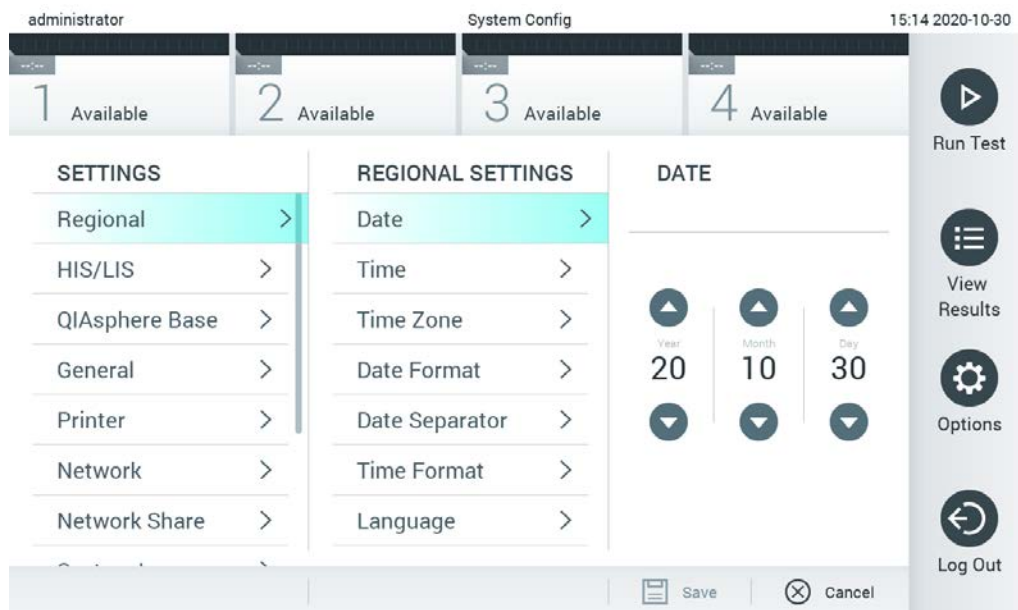 administrator System Config 15:14 2020-10-30
--:-- --:-- --:-- --:--
1 Available 2 Available 3 Available 4 Available
Run Test
SETTINGS
Regional
HIS/LIS
QIAsphere Base
General
Printer
Network
Network Share
REGIONAL SETTINGS
Date
Time
Time Zone
Date Format
Date Separator
Time Format
Language
DATE
Year Month Day
20 10 30
View
Results
Options
Log Out
Save Cancel